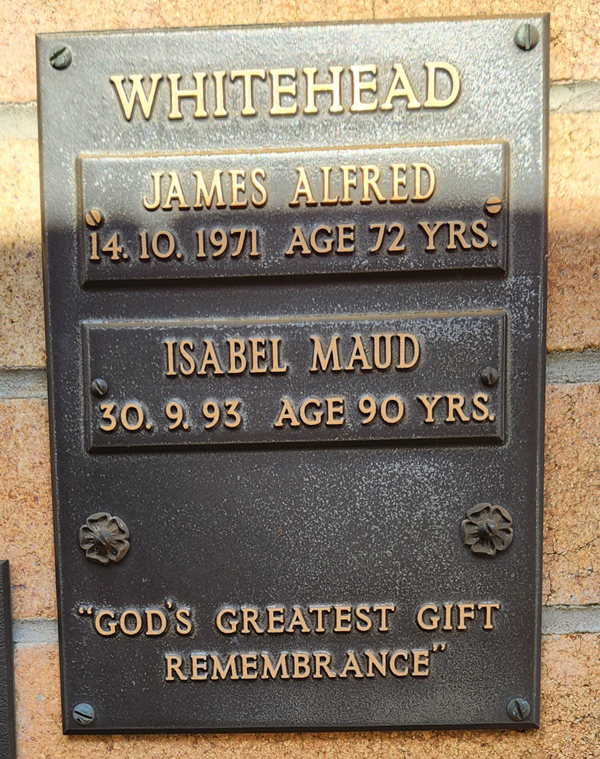 WHITEHEAD
JAMES ALFRED
14. 10. 1971 AGE 72 YRS.
ISABEL MAUD
30. 9. 93 AGE 90 YRS.
“GOD'S GREATEST GIFT
REMEMBRANCE”